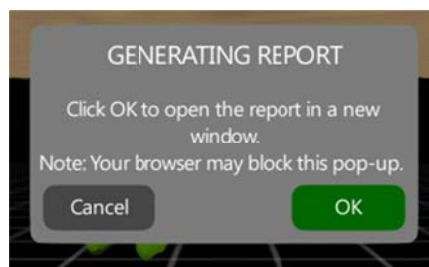 GENERATING REPORT
Click OK to open the report in a new
window.
Note: Your browser may block this pop-up.
Cancel
OK